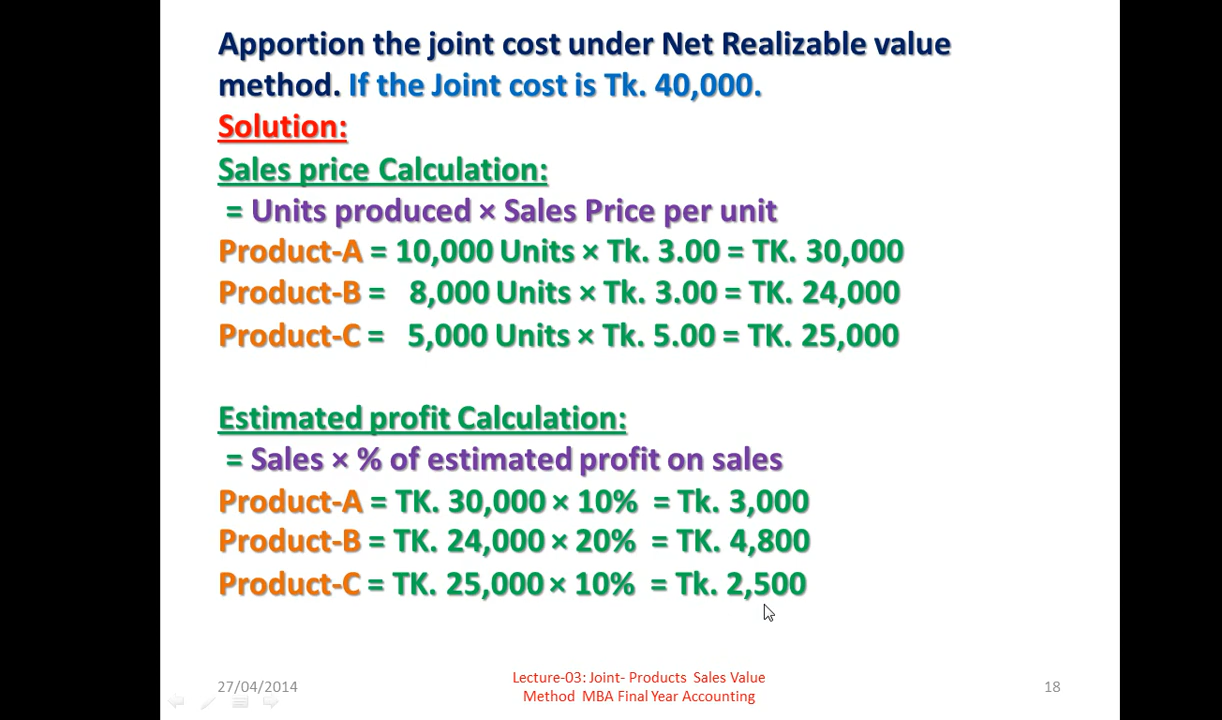 Apportion the joint cost under Net Realizable value
method. If the Joint cost is Tk. 40,000.
Solution:
Sales price Calculation:
= Units produced × Sales Price per unit
Product-A = 10,000 Units × Tk. 3.00 = TK. 30,000
Product-B = 8,000 Units × Tk. 3.00 = TK. 24,000
Product-C = 5,000 Units × Tk. 5.00 = TK. 25,000
Estimated profit Calculation:
= Sales × % of estimated profit on sales
Product-A = TK. 30,000 × 10% = Tk. 3,000
Product-B = TK. 24,000 × 20% = TK. 4,800
Product-C = TK. 25,000 × 10% = Tk. 2,500
27/04/2014
Lecture-03: Joint- Products Sales Value
Method MBA Final Year Accounting
18